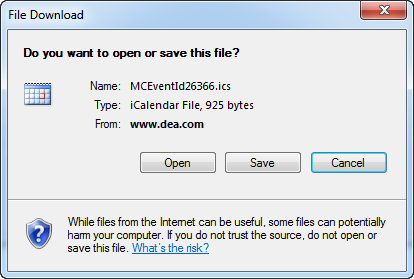 File Download
Do you want to open or save this file?
Name: MCEventId26366.ics
Type: iCalendar File, 925 bytes
From: www.dea.com
Open Save Cancel
While files from the Internet can be useful, some files can potentially
harm your computer. If you do not trust the source, do not open or
save this file. What's the risk?